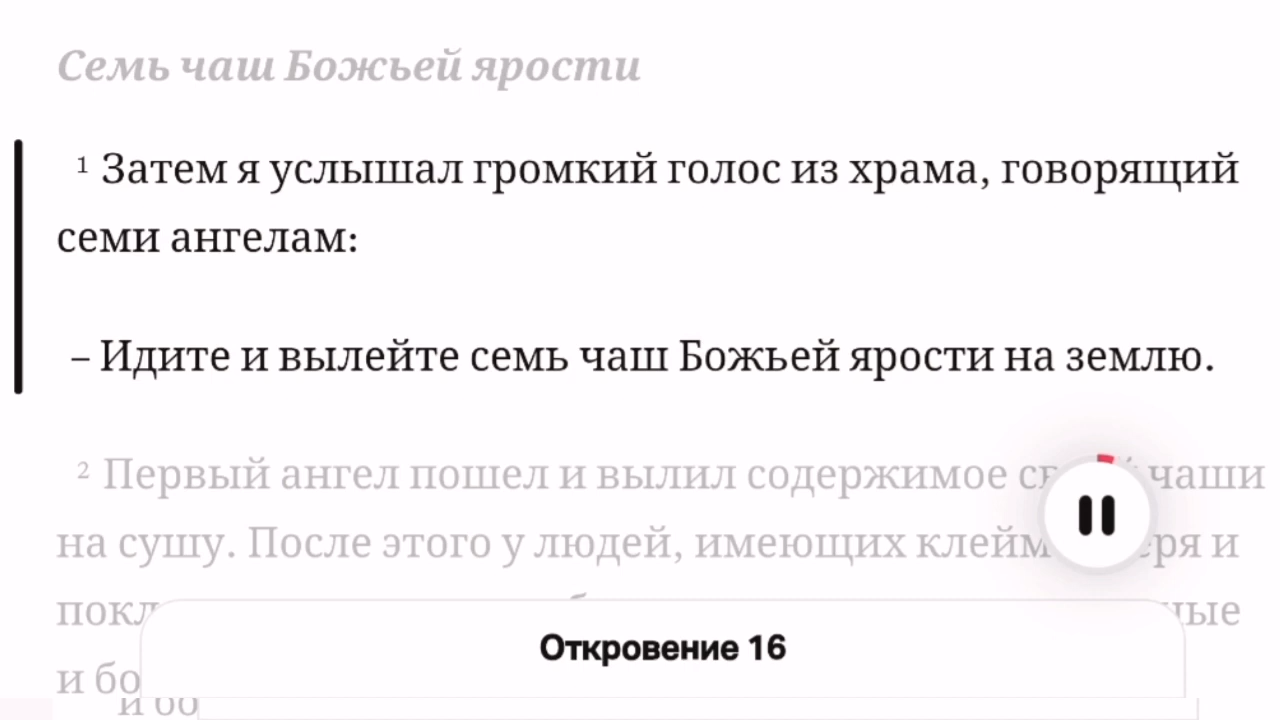 Семь чаш Божьей ярости
1 Затем я услышал громкий голос из храма, говорящий
семи ангелам:
– Идите и вылейте семь чаш Божьей ярости на землю.
2 Первый ангел пошел и вылил содержимое чаши
на сушу. После этого у людей, имеющих и
Откровение 16
и